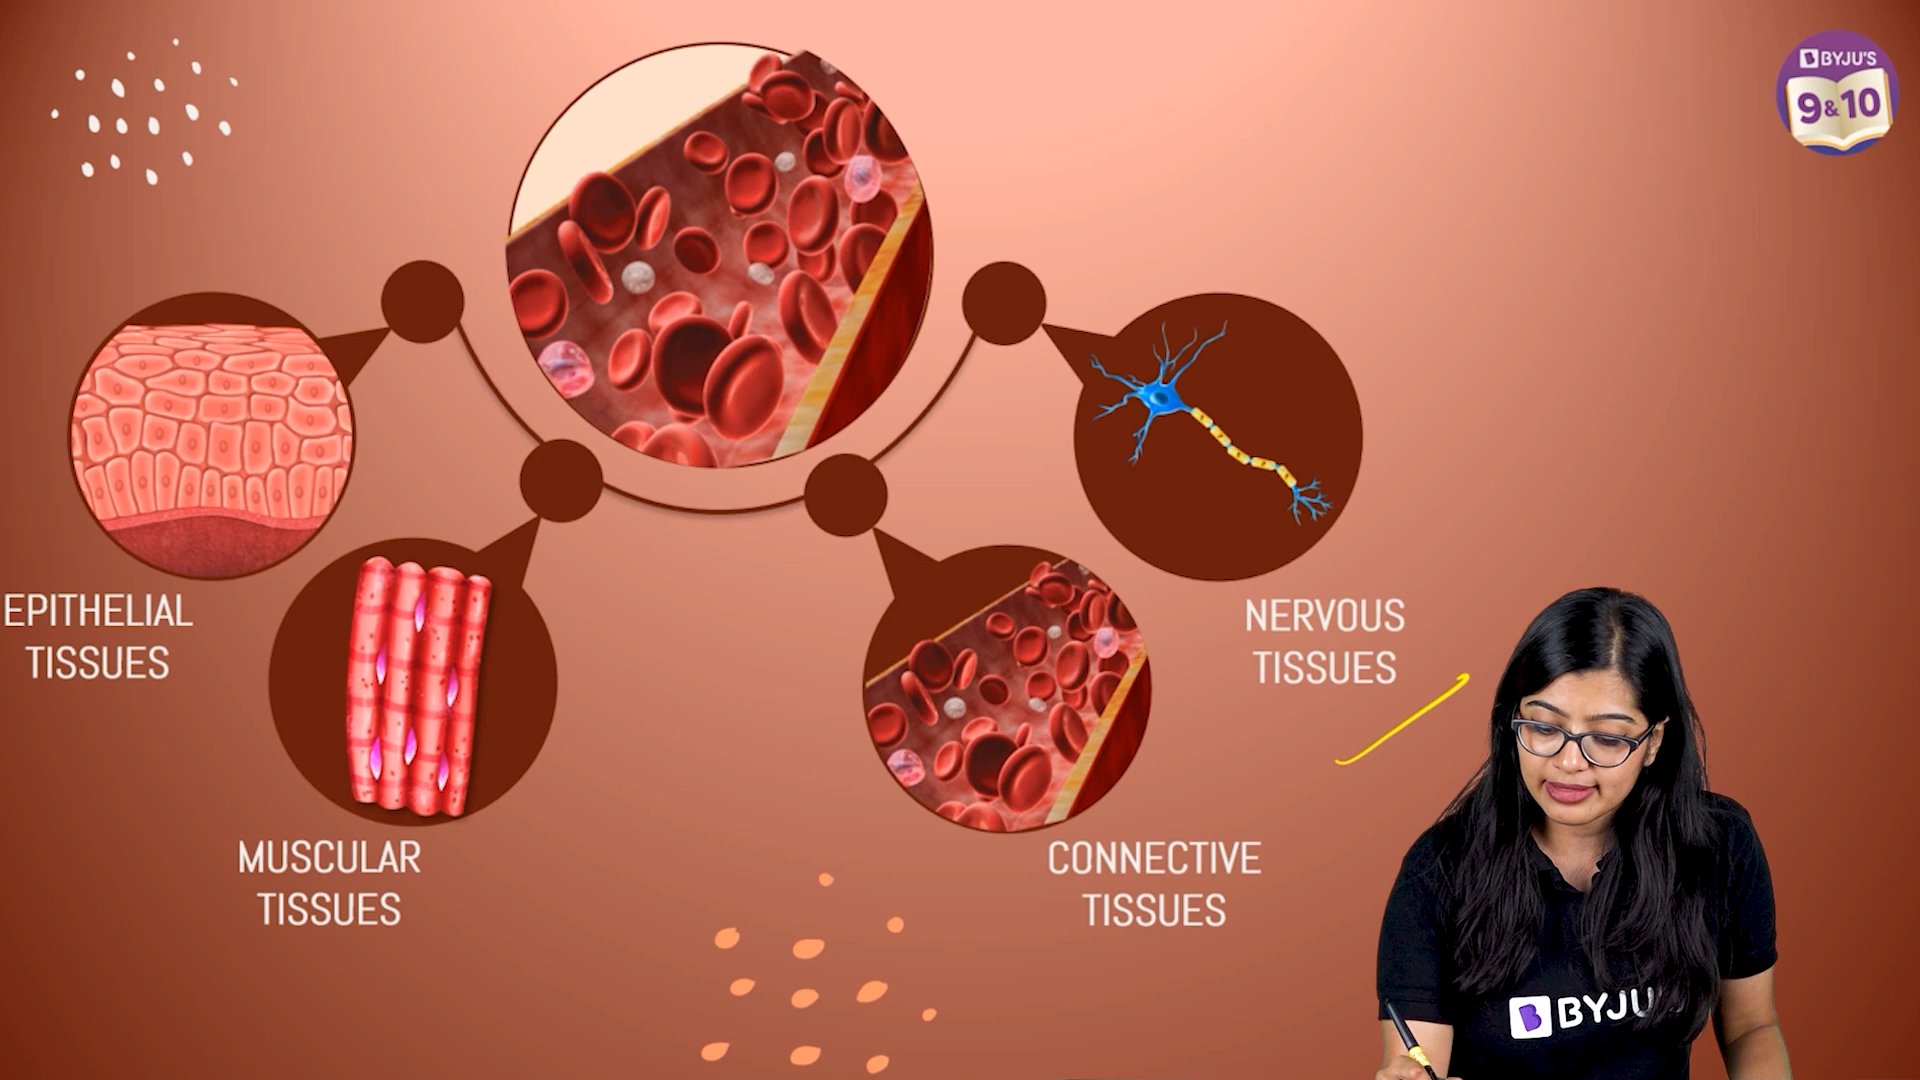 BYJU'S
9&10
EPITHELIAL
TISSUES
NERVOUS
TISSUES
MUSCULAR
TISSUES
CONNECTIVE
TISSUES
BYJU